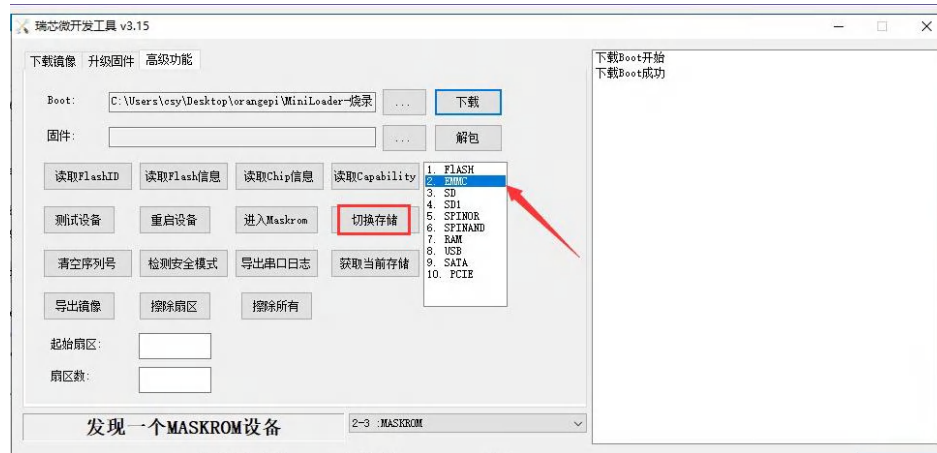 瑞芯微开发工具 v3.15
下载镜像 升级固件 高级功能
Boot: C:\Users\csy\Desktop\orangepi\MiniLoader-烧录 ... 下载
固件: ... 解包
读取FlashID 读取Flash信息 读取Chip信息 读取Capability
测试设备 重启设备 进入Maskrom 切换存储
清空序列号 检测安全模式 导出串口日志 获取当前存储
导出镜像 擦除扇区 擦除所有
1. FlASH
2. EMMC
3. SD
4. SD1
5. SPINOR
6. SPINAND
7. RAM
8. USB
9. SATA
10. PCIE
起始扇区:
扇区数:
发现一个MASKROM设备 2-3 :MASKROM
下载Boot开始
下载Boot成功